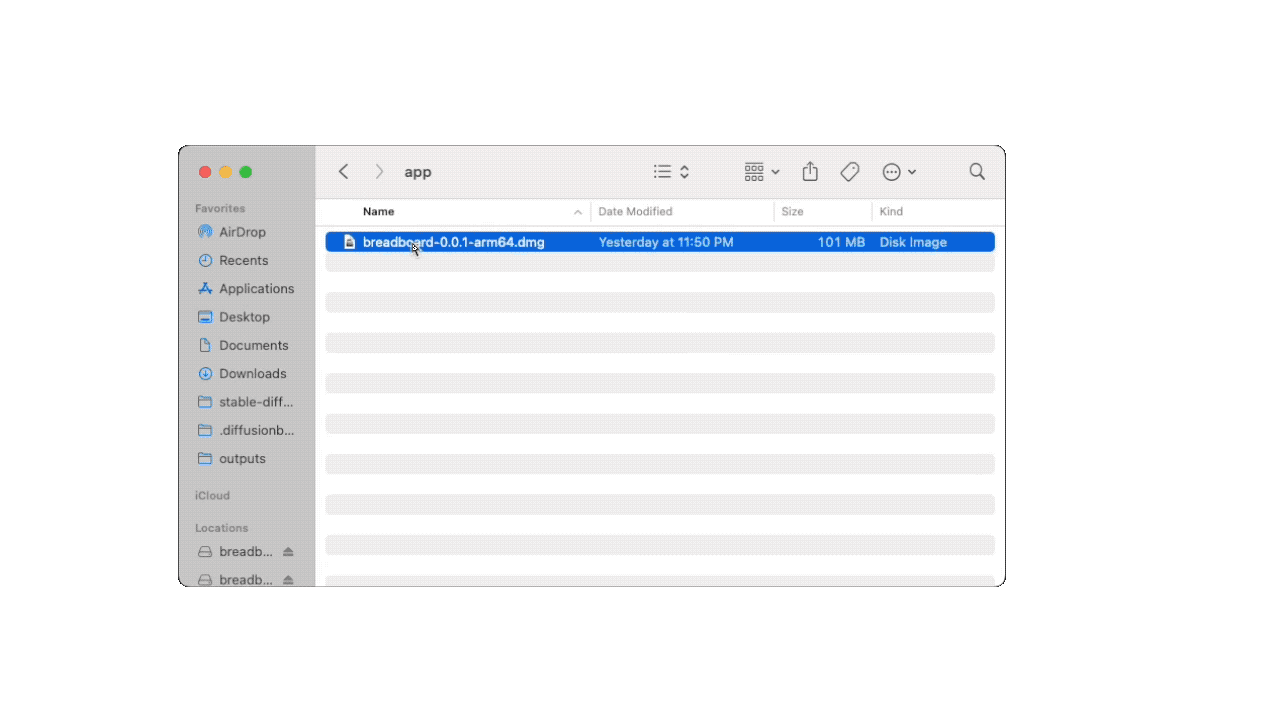 app
Name Date Modified Size Kind
breadboard-0.0.1-arm64.dmg Yesterday at 11:50 PM 101 MB Disk Image
Favorites
AirDrop
Recents
Applications
Desktop
Documents
Downloads
stable-diff...
.diffusionb...
outputs
iCloud
Locations
breadb...
breadb...